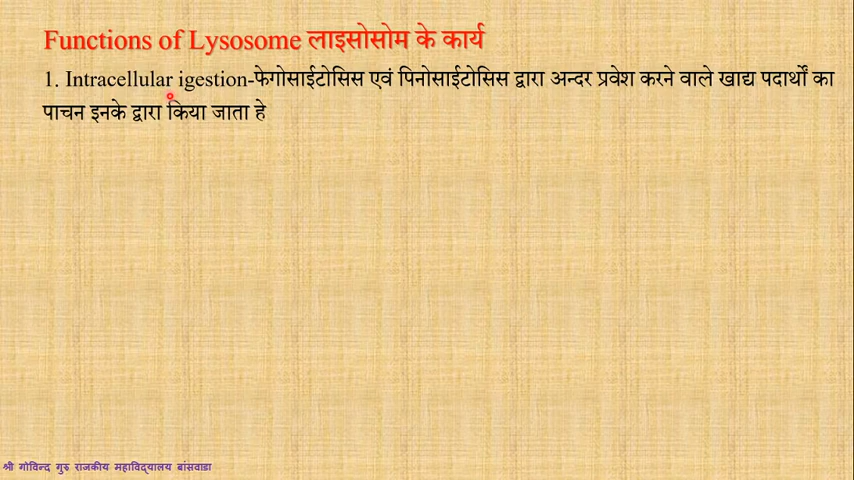 Functions of Lysosome लाइसोसोम के कार्य
1. Intracellular igestion-फेगोसाईटोसिस एवं पिनोसाईटोसिस द्वारा अन्दर प्रवेश करने वाले खाद्य पदार्थों का
पाचन इनके द्वारा किया जाता हे
श्री गोविन्द गुरु राजकीय महाविद्यालय बांसवाडा